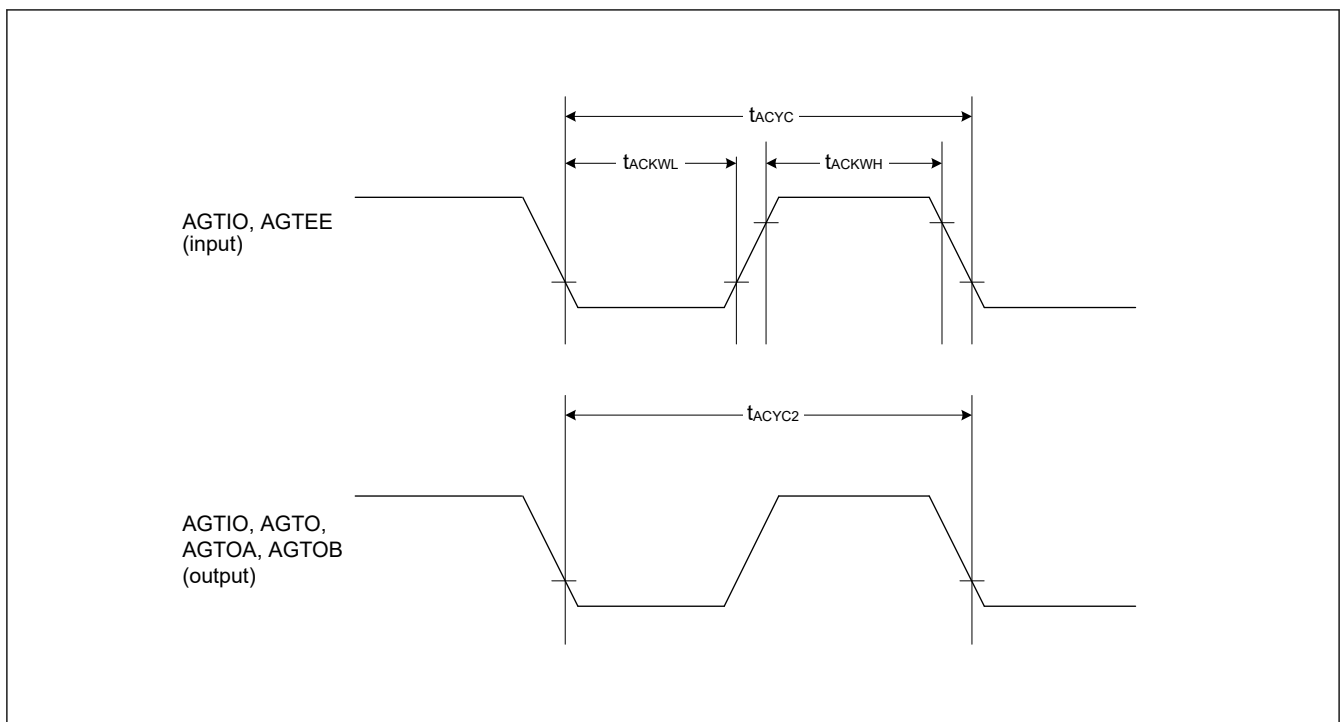 tACYC
tACKWL
tACKWH
AGTIO, AGTEE
(input)
tACYC2
AGTIO, AGTO,
AGTOA, AGTOB
(output)